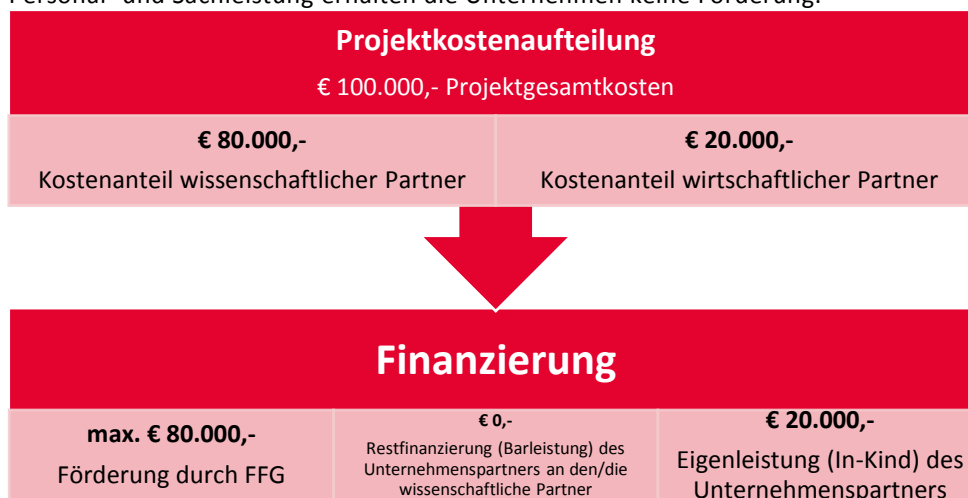 Personal- und Sachleistung erhalten die Unternehmen keine Förderung.
Projektkostenaufteilung
€ 100.000,- Projektgesamtkosten
€ 80.000,-
Kostenanteil wissenschaftlicher Partner
€ 20.000,-
Kostenanteil wirtschaftlicher Partner
Finanzierung
max. € 80.000,-
Förderung durch FFG
€ 0,-
Restfinanzierung (Barleistung) des
Unternehmenspartners an den/die
wissenschaftliche Partner
€ 20.000,-
Eigenleistung (In-Kind) des
Unternehmenspartners